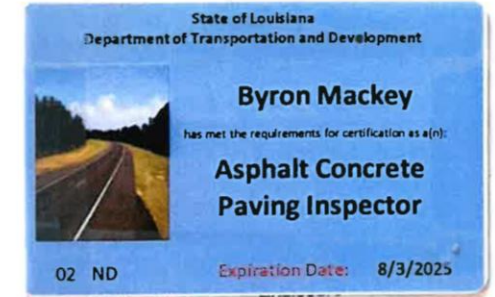 State of Louisiana
Department of Transportation and Development
Byron Mackey
has met the requirements for certification as a(n):
Asphalt Concrete
Paving Inspector
02 ND Expiration Date: 8/3/2025